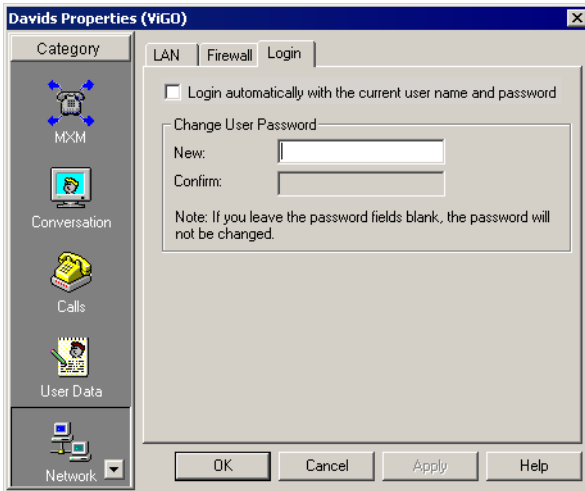 Davids Properties (ViGO)
Category
MXM
Conversation
Calls
User Data
Network
LAN
Firewall
Login
Login automatically with the current user name and password
Change User Password
New:
Confirm:
Note: If you leave the password fields blank, the password will
not be changed.
OK
Cancel
Apply
Help